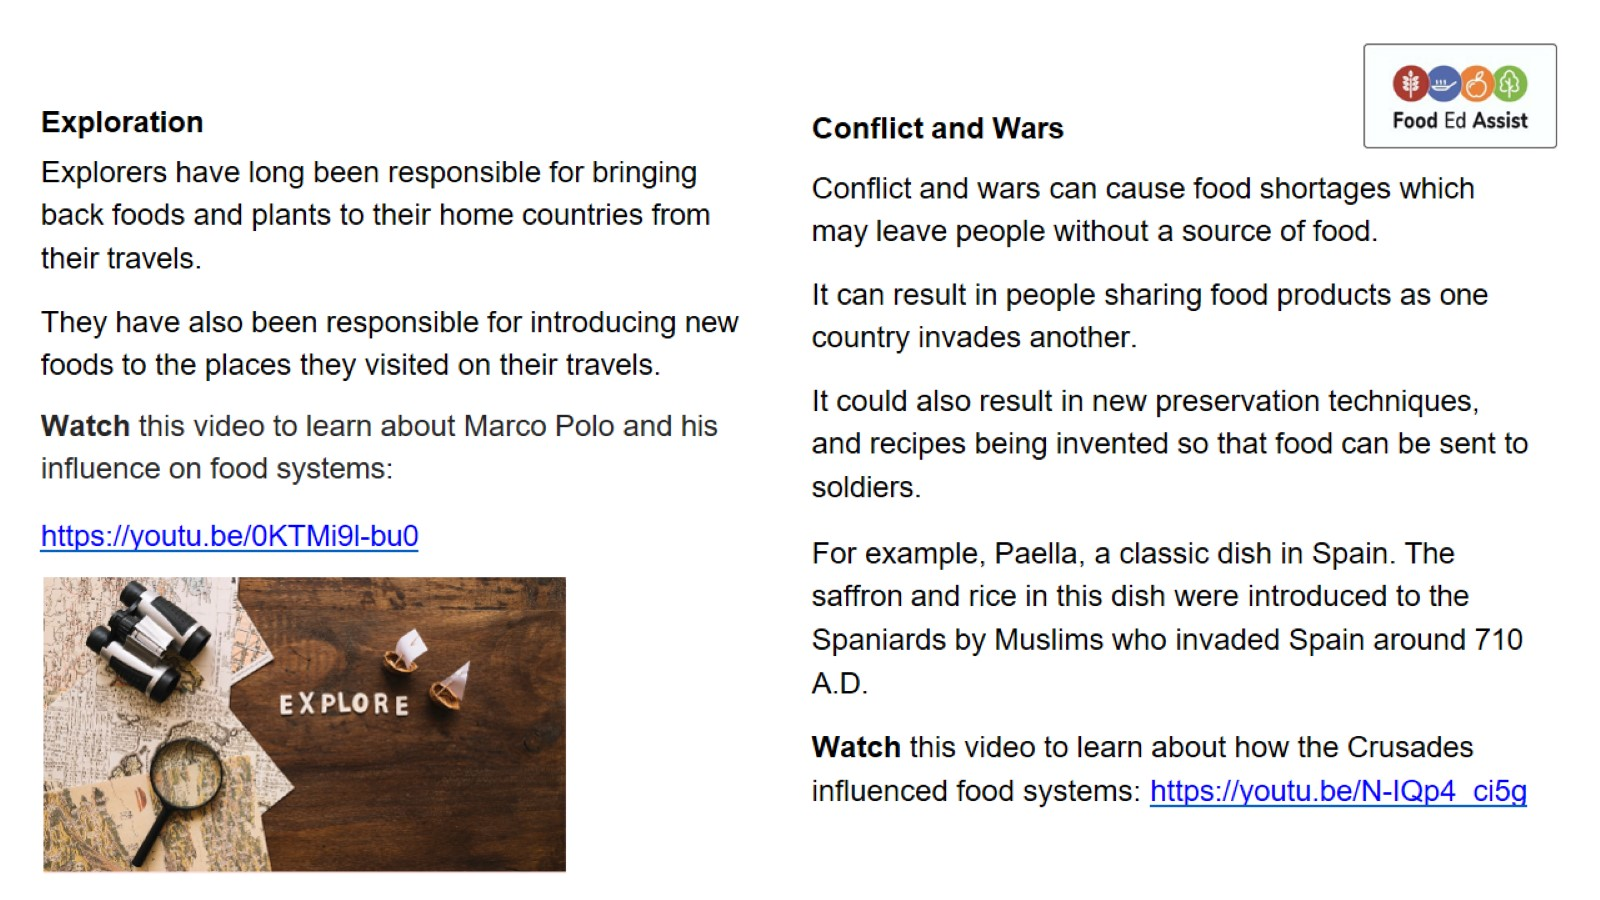 Exploration
Explorers have long been responsible for bringing
back foods and plants to their home countries from
their travels.
They have also been responsible for introducing new
foods to the places they visited on their travels.
Watch this video to learn about Marco Polo and his
influence on food systems:
https://youtu.be/0KTMi9l-bu0
EXPLORE
Food Ed Assist
Conflict and Wars
Conflict and wars can cause food shortages which
may leave people without a source of food.
It can result in people sharing food products as one
country invades another.
It could also result in new preservation techniques,
and recipes being invented so that food can be sent to
soldiers.
For example, Paella, a classic dish in Spain. The
saffron and rice in this dish were introduced to the
Spaniards by Muslims who invaded Spain around 710
A.D.
Watch this video to learn about how the Crusades
influenced food systems: https://youtu.be/N-IQp4_ci5g